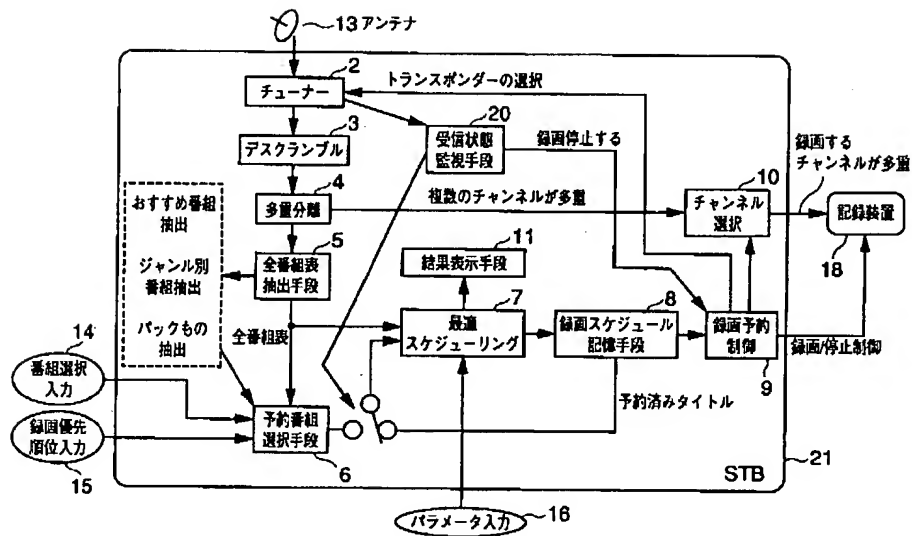 13 アンテナ
2
チューナー
トランスポンダーの選択
3
デスクランブル
20
受信状態
監視手段
録画停止する
録画する
チャンネルが多重
4
多重分離
複数のチャンネルが多重
10
チャンネル
選択
記録装置
18
おすすめ番組
抽出
ジャンル別
番組抽出
パックもの
抽出
5
全番組表
抽出手段
全番組表
11
結果表示手段
7
最適
スケジューリング
8
録画スケジュール
記憶手段
録画予約
制御
9
録画/停止制御
14
番組選択
入力
録画優先
順位入力
15
予約番組
選択手段
6
予約済みタイトル
STB
21
パラメータ入力
16